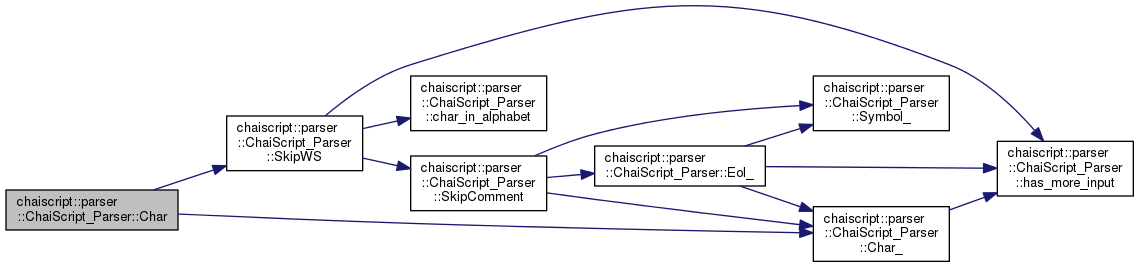 chaiscript::parser
::ChaiScript_Parser::Char
chaiscript::parser
::ChaiScript_Parser
::SkipWS
chaiscript::parser
::ChaiScript_Parser
::char_in_alphabet
chaiscript::parser
::ChaiScript_Parser
::SkipComment
chaiscript::parser
::ChaiScript_Parser::Eol_
chaiscript::parser
::ChaiScript_Parser
::Symbol_
chaiscript::parser
::ChaiScript_Parser
::Char_
chaiscript::parser
::ChaiScript_Parser
::has_more_input